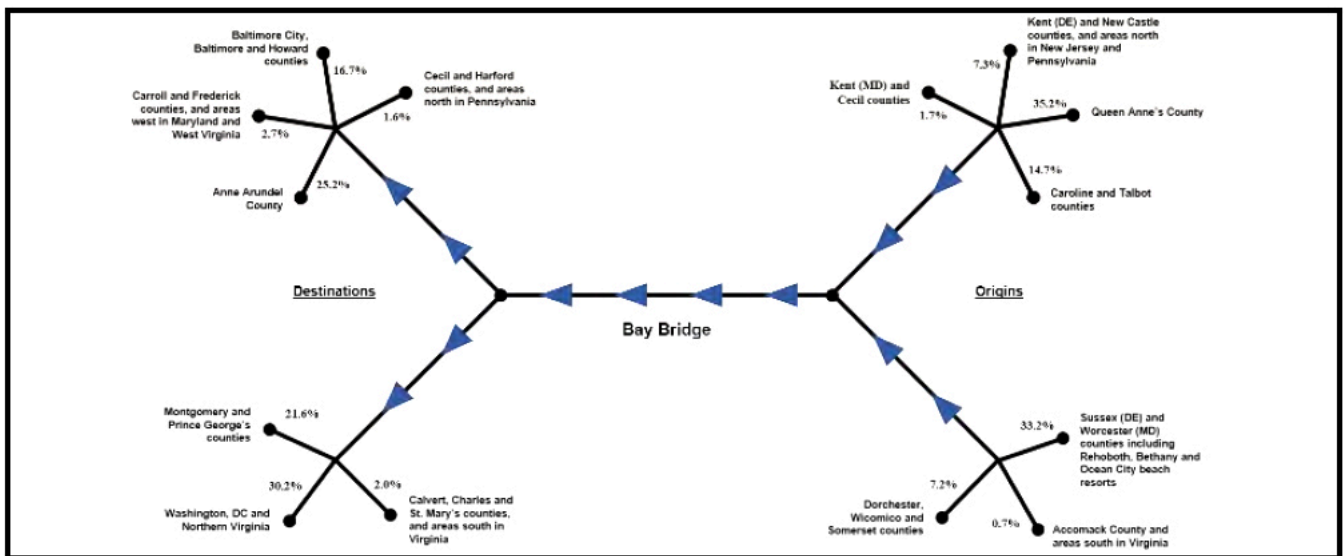 Baltimore City,
Baltimore and Howard
counties
16.7%
Cecil and Harford
counties, and areas
north in Pennsylvania
1.6%
Carroll and Frederick
counties, and areas
west in Maryland and
West Virginia
2.7%
Anne Arundel
County
25.2%
Kent (DE) and New Castle
counties, and areas north
in New Jersey and
Pennsylvania
7.3%
Kent (MD) and
Cecil counties
1.7%
35.2%
Queen Anne's County
14.7%
Caroline and Talbot
counties
Destinations
Bay Bridge
Origins
Montgomery and
Prince George's
counties
21.6%
30.2%
Washington, DC and
Northern Virginia
2.0%
Calvert, Charles and
St. Mary's counties,
and areas south in
Virginia
33.2%
Sussex (DE) and
Worcester (MD)
counties including
Rehoboth, Bethany and
Ocean City beach
resorts
7.2%
Dorchester,
Wicomico and
Somerset counties
0.7%
Accomack County and
areas south in Virginia